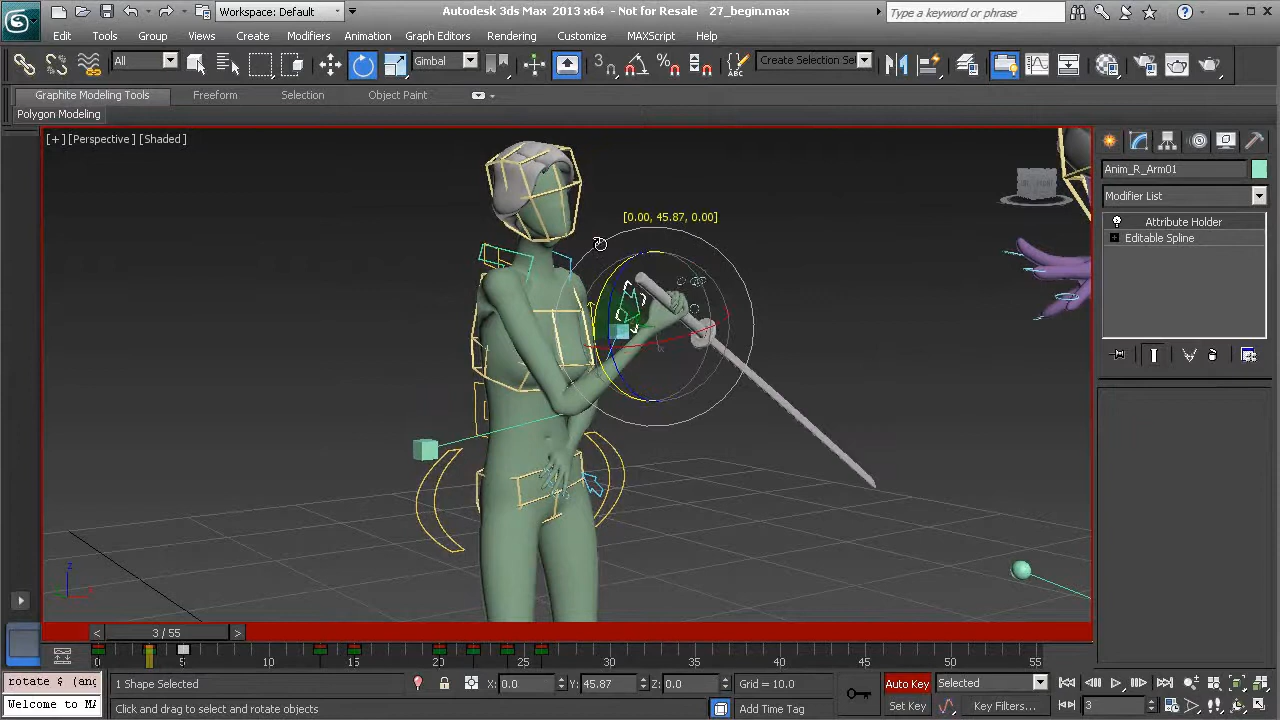 Workspace: Default
Autodesk 3ds Max 2013 x64 - Not for Resale 27_begin.max
Type a keyword or phrase
Edit Tools Group Views Create Modifiers Animation Graph Editors Rendering Customize MAXScript Help
All Gimbal Create Selection Se
Graphite Modeling Tools Freeform Selection Object Paint
Polygon Modeling
[+] [Perspective] [Shaded]
Anim_R_Arm01
Modifier List
Attribute Holder
Editable Spline
[0.00, 45.87, 0.00]
3 / 55
0 5 10 15 20 25 30 35 40 45 50 55
rotate $ (ang
1 Shape Selected X: 0.0 Y: 45.87 Z: 0.0 Grid = 10.0 Auto Key Selected
Welcome to MA
Click and drag to select and rotate objects Add Time Tag Set Key Key Filters... 3